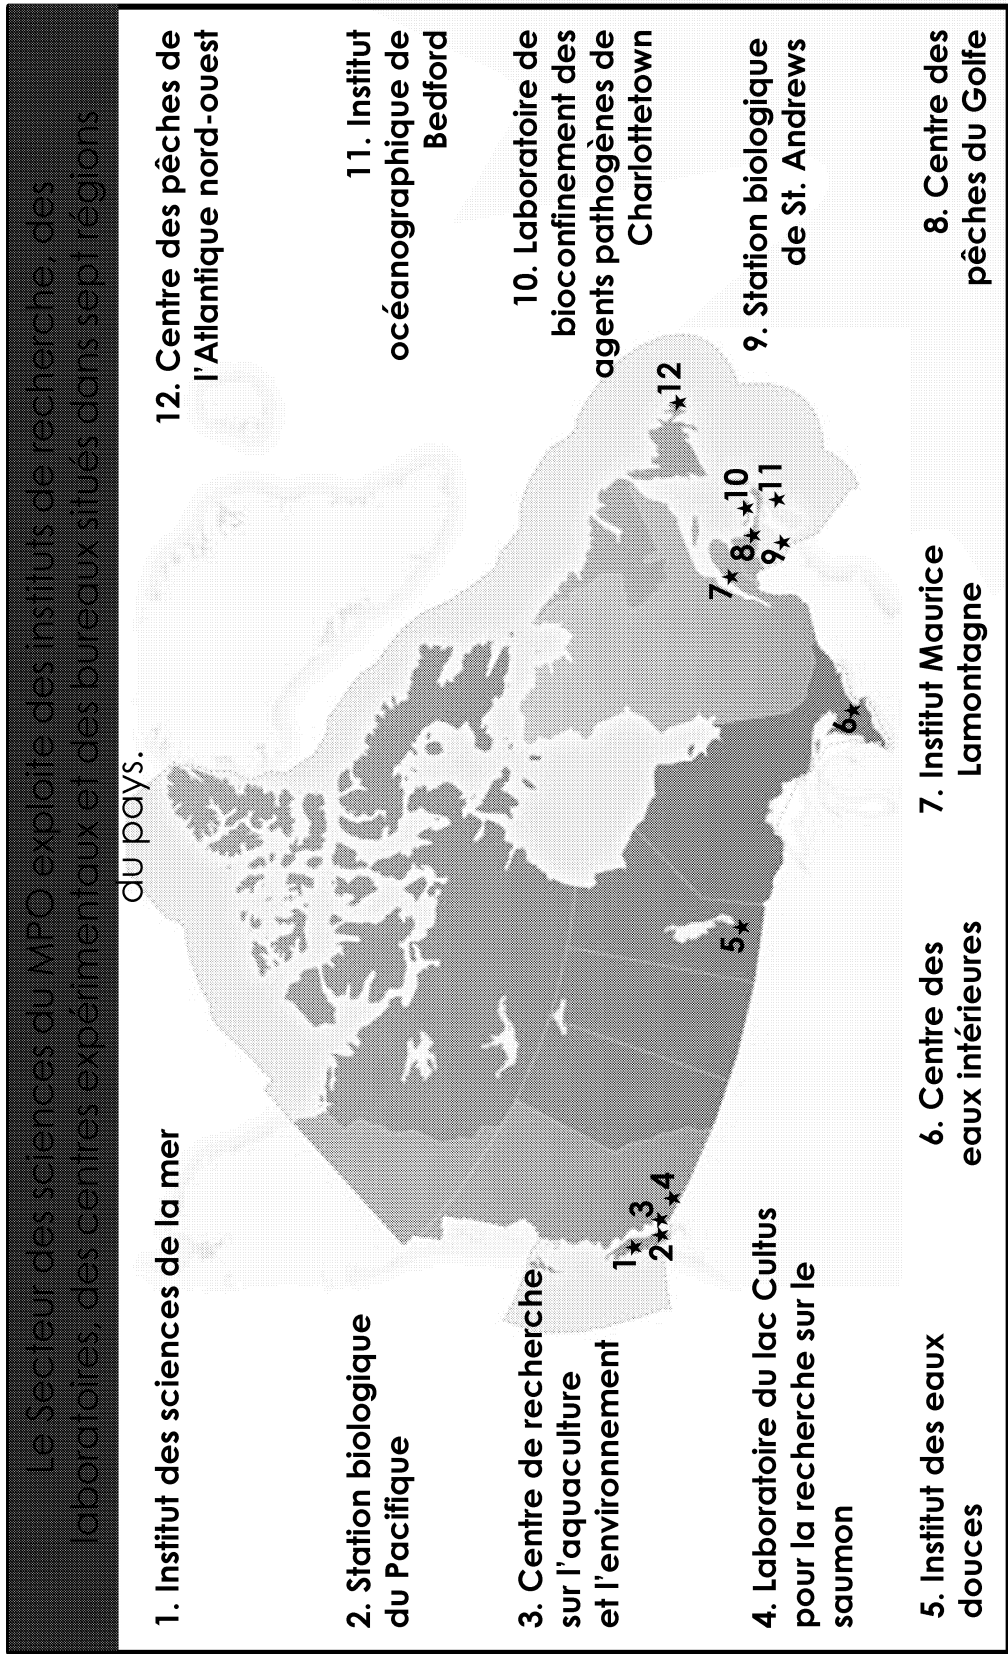 Le Secteur des sciences du MPO exploite des instituts de recherche, des
laboratoires, des centres expérimentaux et des bureaux situés dans sept régions
du pays.
1. Institut des sciences de la mer
2. Station biologique
du Pacifique
3. Centre de recherche
sur l'aquaculture
et l'environnement
4. Laboratoire du lac Cultus
pour la recherche sur le
saumon
5. Institut des eaux
douces
6. Centre des
eaux intérieures
7. Institut Maurice
Lamontagne
8. Centre des
pêches du Golfe
9. Station biologique
de St. Andrews
10. Laboratoire de
bioconfinement des
agents pathogènes de
Charlottetown
11. Institut
océanographique de
Bedford
12. Centre des pêches de
l'Atlantique nord-ouest
1
2
3
4
5
6
7
8
9
10
11
12